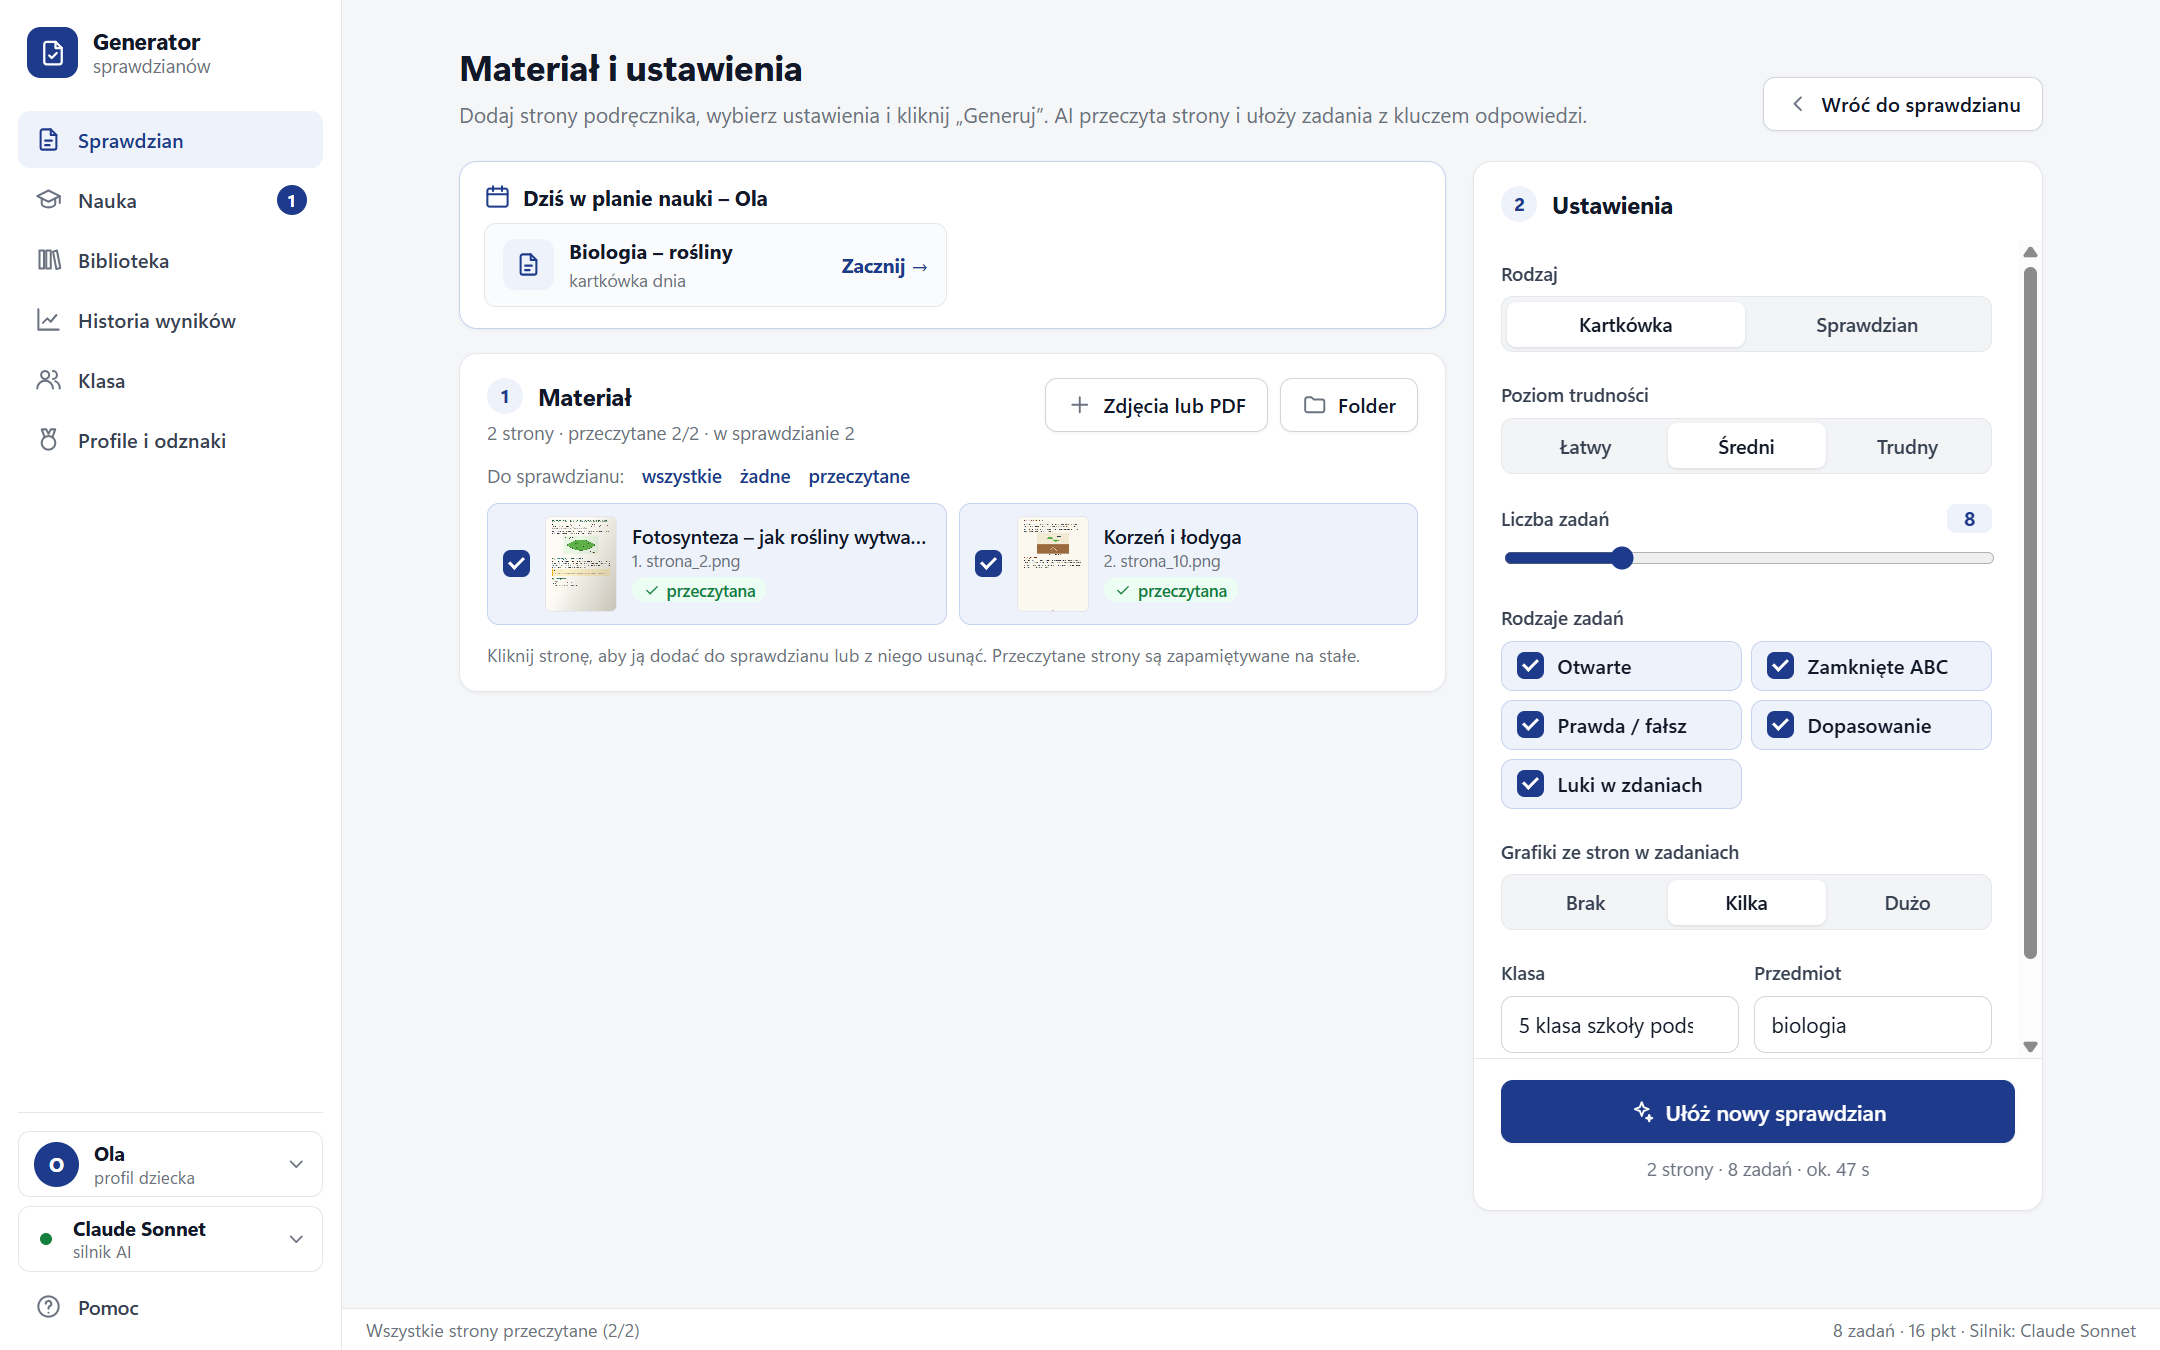 Generator
sprawdzianów
Sprawdzian
Nauka
1
Biblioteka
Historia wyników
Klasa
Profile i odznaki
O
Ola
profil dziecka
Claude Sonnet
silnik AI
Pomoc
Materiał i ustawienia
Dodaj strony podręcznika, wybierz ustawienia i kliknij „Generuj”. AI przeczyta strony i ułoży zadania z kluczem odpowiedzi.
Wróć do sprawdzianu
Dziś w planie nauki – Ola
Biologia – rośliny
kartkówka dnia
Zacznij →
1 Materiał
2 strony · przeczytane 2/2 · w sprawdzianie 2
Zdjęcia lub PDF
Folder
Do sprawdzianu: wszystkie żadne przeczytane
Fotosynteza – jak rośliny wytwa...
1. strona_2.png
przeczytana
Korzeń i łodyga
2. strona_10.png
przeczytana
Kliknij stronę, aby ją dodać do sprawdzianu lub z niego usunąć. Przeczytane strony są zapamiętywane na stałe.
2 Ustawienia
Rodzaj
Kartkówka Sprawdzian
Poziom trudności
Łatwy Średni Trudny
Liczba zadań 8
Rodzaje zadań
Otwarte Zamknięte ABC
Prawda / fałsz Dopasowanie
Luki w zdaniach
Grafiki ze stron w zadaniach
Brak Kilka Dużo
Klasa Przedmiot
5 klasa szkoły pods biologia
Ułóż nowy sprawdzian
2 strony · 8 zadań · ok. 47 s
Wszystkie strony przeczytane (2/2)
8 zadań · 16 pkt · Silnik: Claude Sonnet